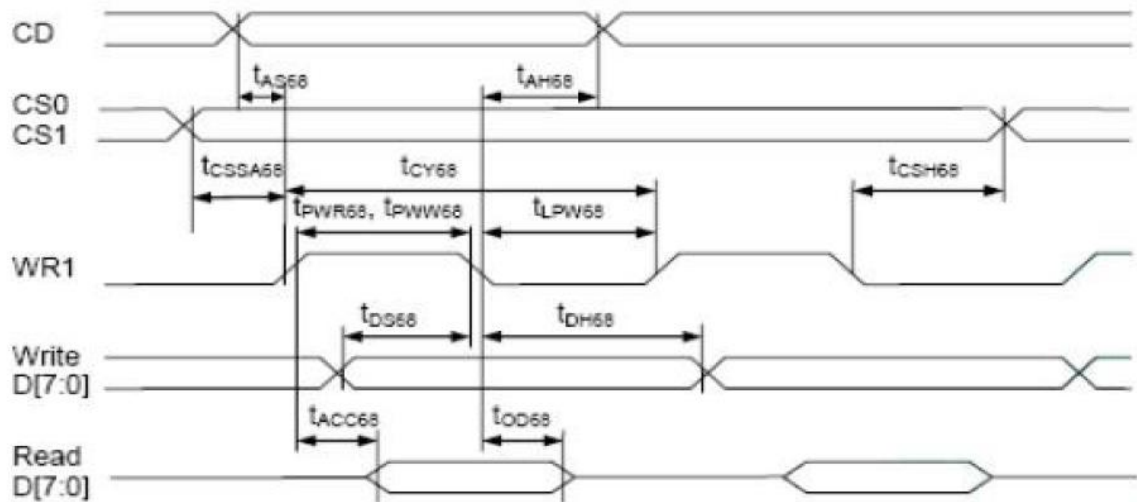 CD
tAS68
tAH68
CS0
CS1
tCSSA68
tCY68
tCSH68
tPWR68, tPWW68
tLPW68
WR1
tDS68
tDH68
Write
D[7:0]
tACC68
tOD68
Read
D[7:0]